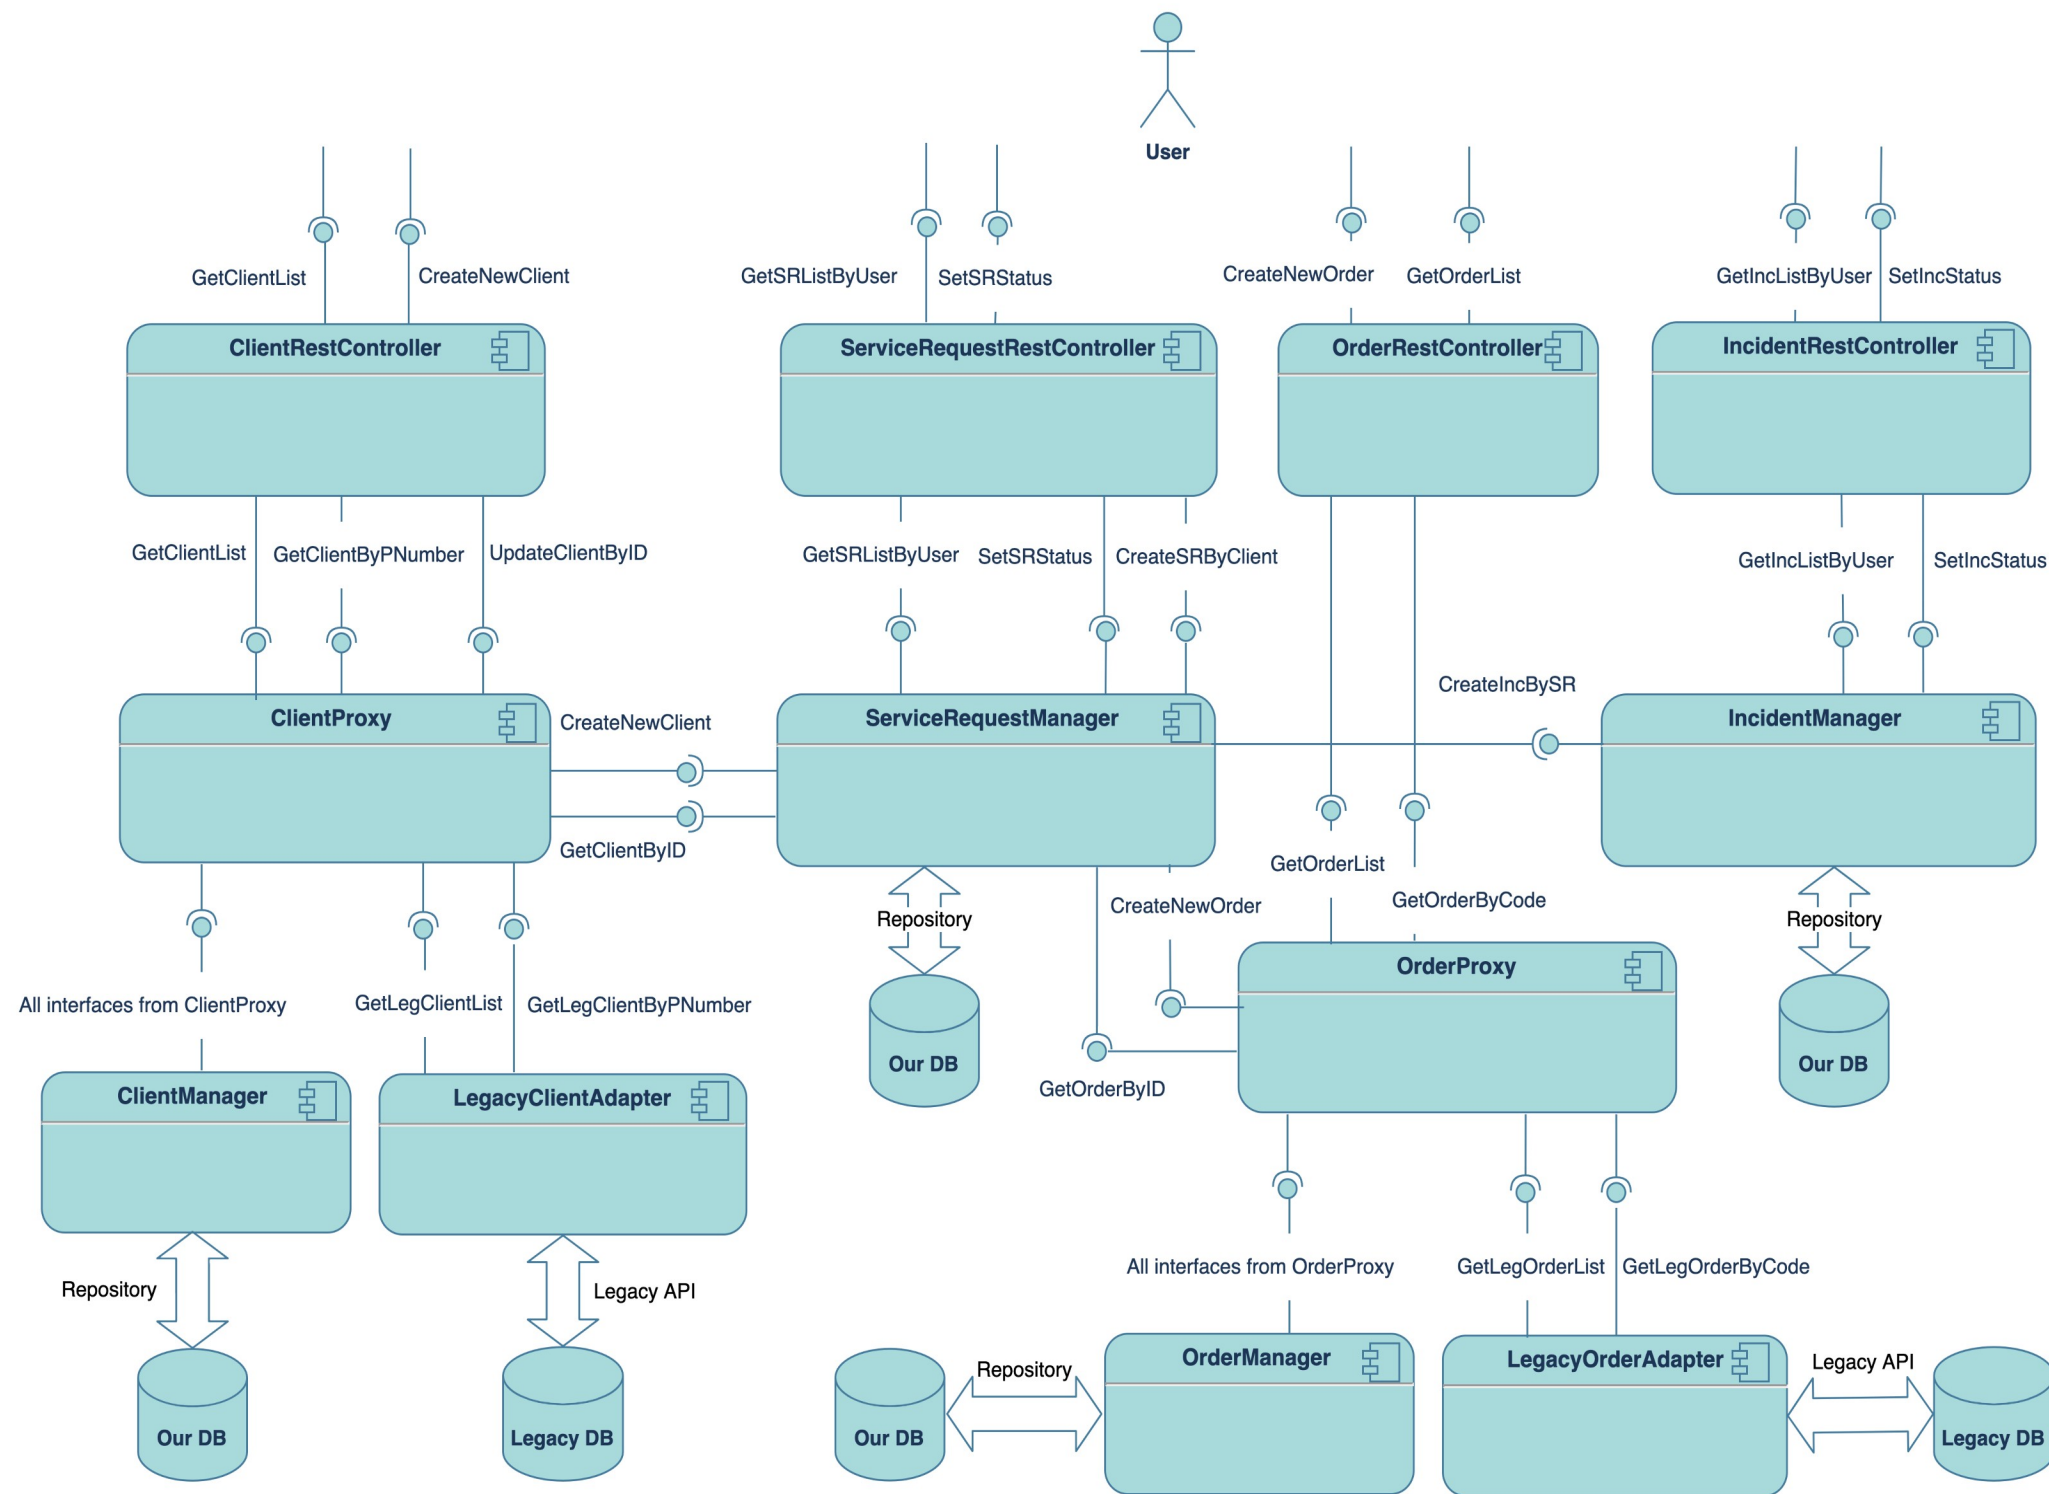 User
GetClientList
CreateNewClient
GetSRListByUser
SetSRStatus
CreateNewOrder
GetOrderList
GetIncListByUser
SetIncStatus
ClientRestController
ServiceRequestRestController
OrderRestController
IncidentRestController
GetClientList
GetClientByPNumber
UpdateClientByID
GetSRListByUser
SetSRStatus
CreateSRByClient
GetIncListByUser
SetIncStatus
CreateIncBySR
ClientProxy
CreateNewClient
ServiceRequestManager
IncidentManager
GetClientByID
GetOrderList
GetOrderByCode
CreateNewOrder
Repository
Repository
OrderProxy
All interfaces from ClientProxy
GetLegClientList
GetLegClientByPNumber
Our DB
Our DB
GetOrderByID
ClientManager
LegacyClientAdapter
Repository
Legacy API
All interfaces from OrderProxy
GetLegOrderList
GetLegOrderByCode
OrderManager
LegacyOrderAdapter
Repository
Legacy API
Our DB
Legacy DB
Our DB
Legacy DB